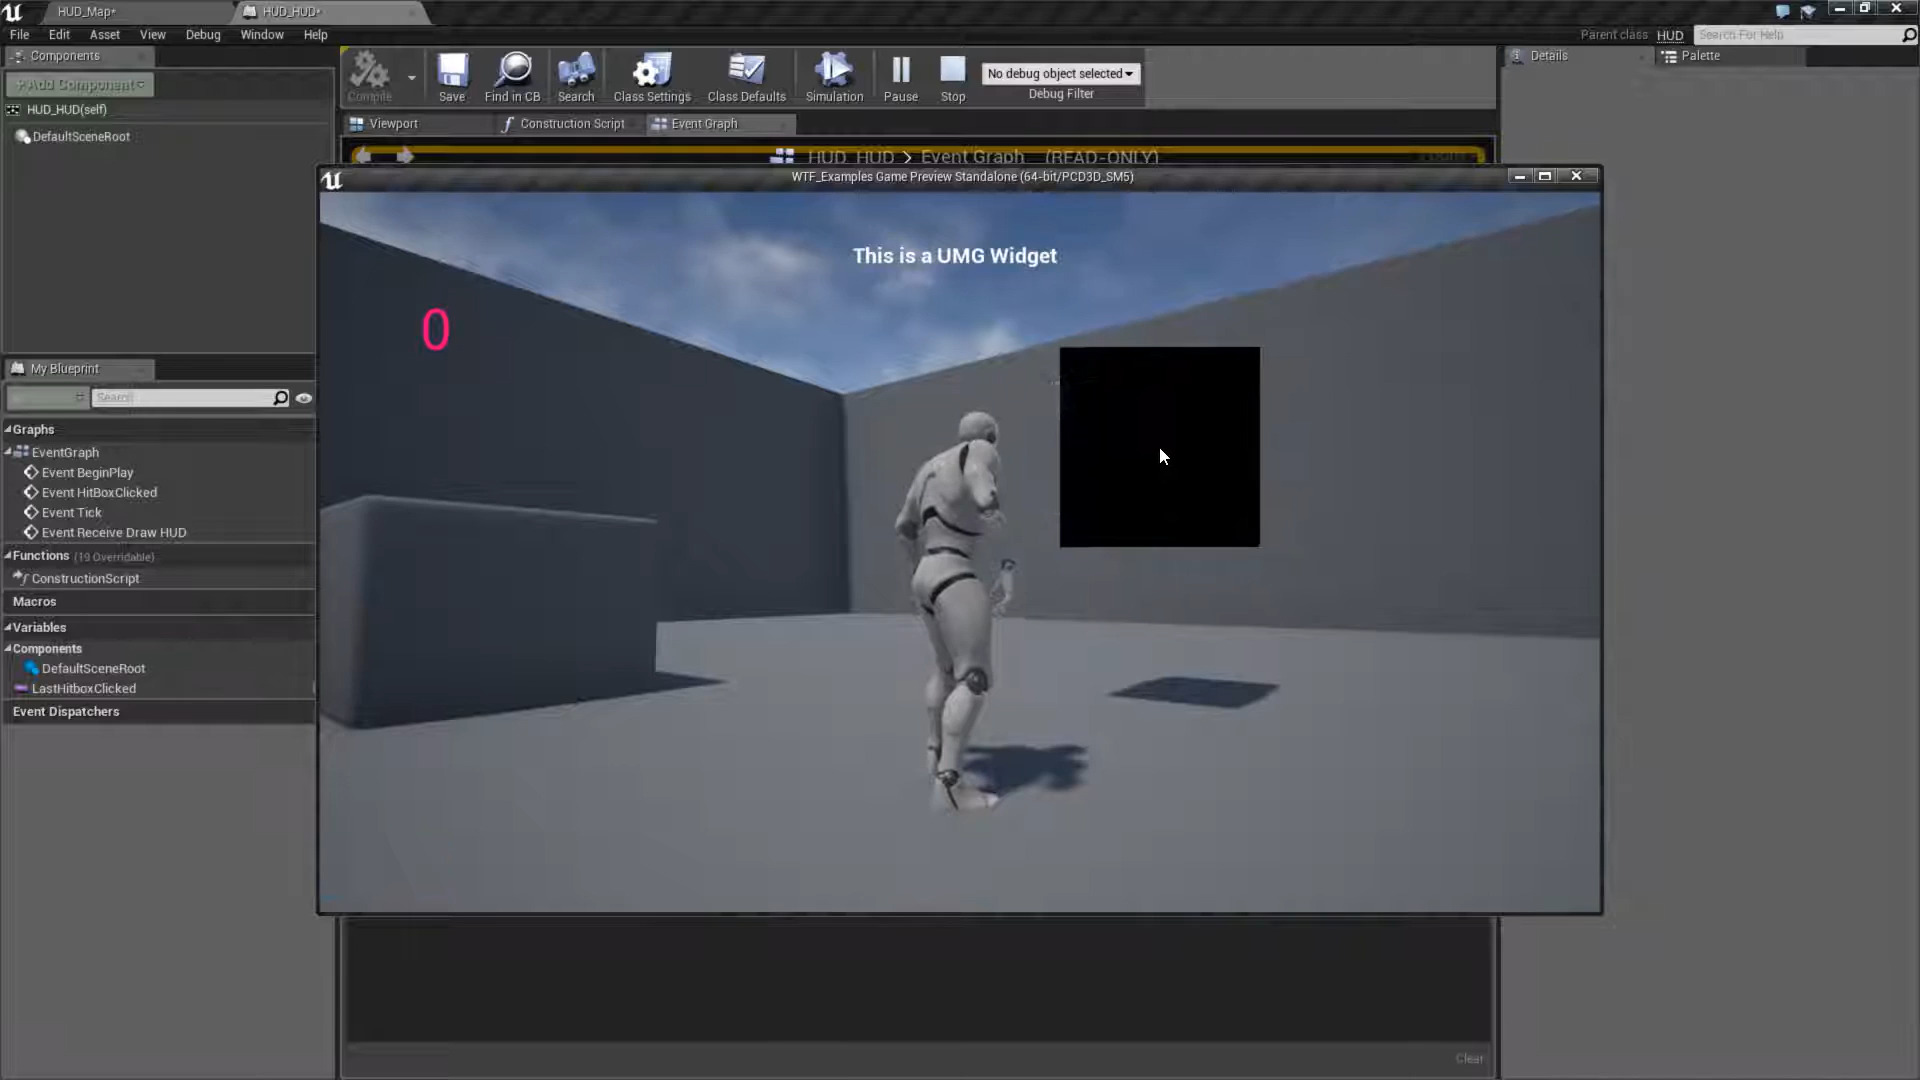 HUD_Map*
HUD_HUD*
File Edit Asset View Debug Window Help
Parent class HUD Search For Help
Components
+Add Component
HUD_HUD(self)
DefaultSceneRoot
Compile Save Find in CB Search Class Settings Class Defaults Simulation Pause Stop
No debug object selected
Debug Filter
Details Palette
Viewport Construction Script Event Graph
HUD_HUD > Event Graph (READ-ONLY)
WTF_Examples Game Preview Standalone (64-bit/PCD3D_SM5)
This is a UMG Widget
0
My Blueprint
Search
Graphs
EventGraph
Event BeginPlay
Event HitBoxClicked
Event Tick
Event Receive Draw HUD
Functions (19 Overridable)
ConstructionScript
Macros
Variables
Components
DefaultSceneRoot
LastHitboxClicked
Event Dispatchers
Clear